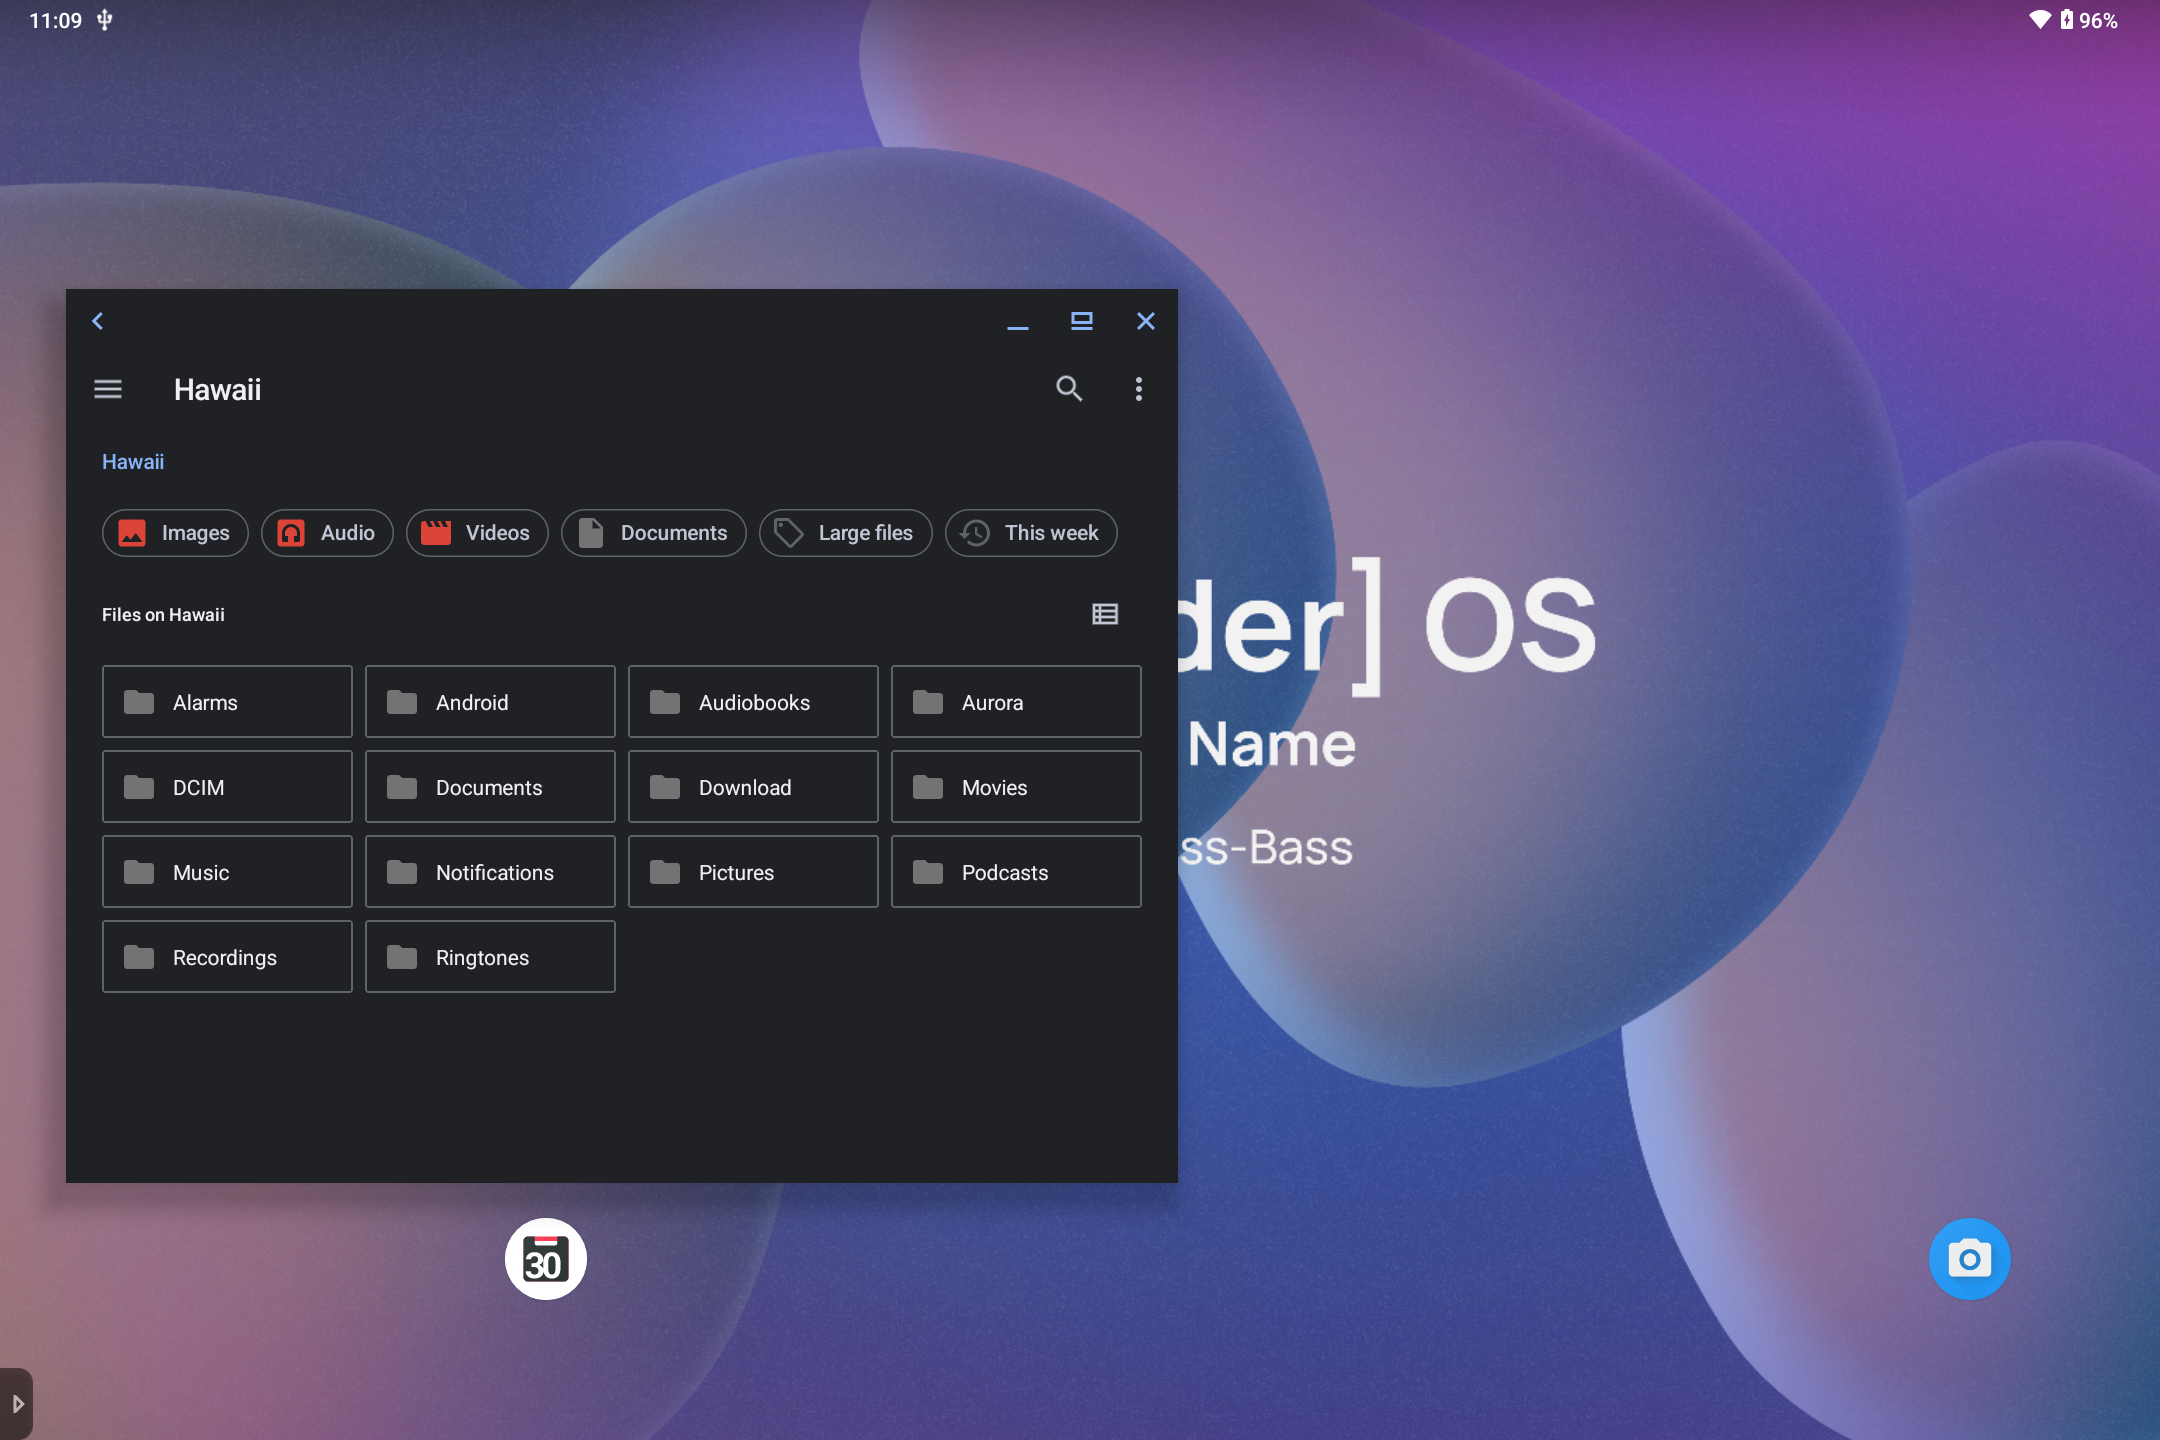 11:09
96%
Hawaii
Hawaii
Images Audio Videos Documents Large files This week
Files on Hawaii
Alarms Android Audiobooks Aurora
DCIM Documents Download Movies
Music Notifications Pictures Podcasts
Recordings Ringtones
der] OS
Name
ss-Bass
30